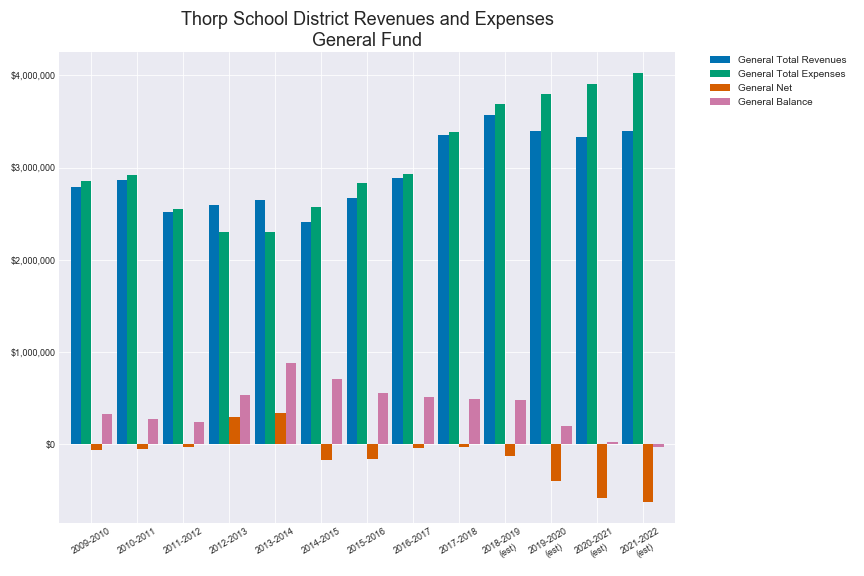 Thorp School District Revenues and Expenses
General Fund
General Total Revenues
General Total Expenses
General Net
General Balance
$4,000,000
$3,000,000
$2,000,000
$1,000,000
$0
2009-2010
2010-2011
2011-2012
2012-2013
2013-2014
2014-2015
2015-2016
2016-2017
2017-2018
2018-2019
(est)
2019-2020
(est)
2020-2021
(est)
2021-2022
(est)